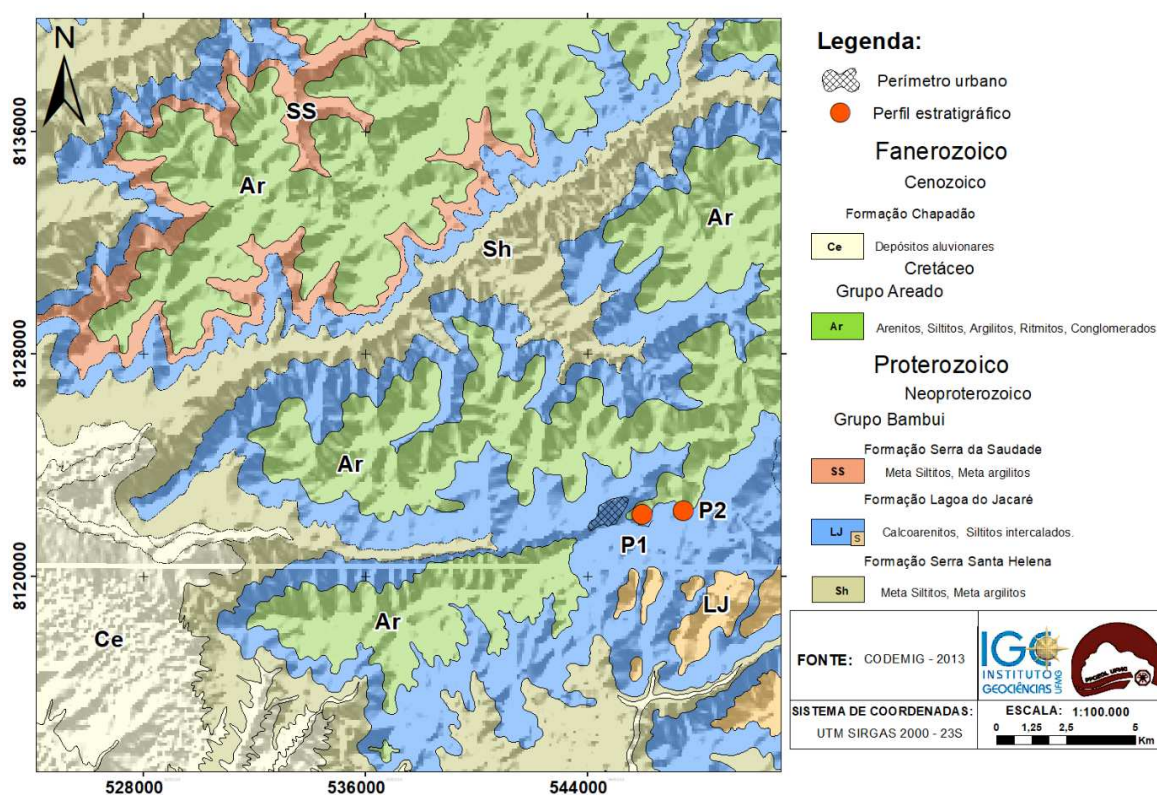 N
SS
8136000
Ar
Ar
Sh
8128000
Ar
P2
P1
8120000
LJ
Ar
Ce
528000
536000
544000
Legenda:
Perímetro urbano
Perfil estratigráfico
Fanerozoico
Cenozoico
Formação Chapadão
Ce Depósitos aluvionares
Cretáceo
Grupo Areado
Ar Arenitos, Siltitos, Argilitos, Ritmitos, Conglomerados
Proterozoico
Neoproterozoico
Grupo Bambui
Formação Serra da Saudade
SS Meta Siltitos, Meta argilitos
Formação Lagoa do Jacaré
LJ S Calcoarenitos, Siltitos intercalados.
Formação Serra Santa Helena
Sh Meta Siltitos, Meta argilitos
FONTE: CODEMIG - 2013
IGC
INSTITUTO
GEOCIÊNCIAS UFMG
SISTEMA DE COORDENADAS:
UTM SIRGAS 2000 - 23S
ESCALA: 1:100.000
0 1,25 2,5 5
Km